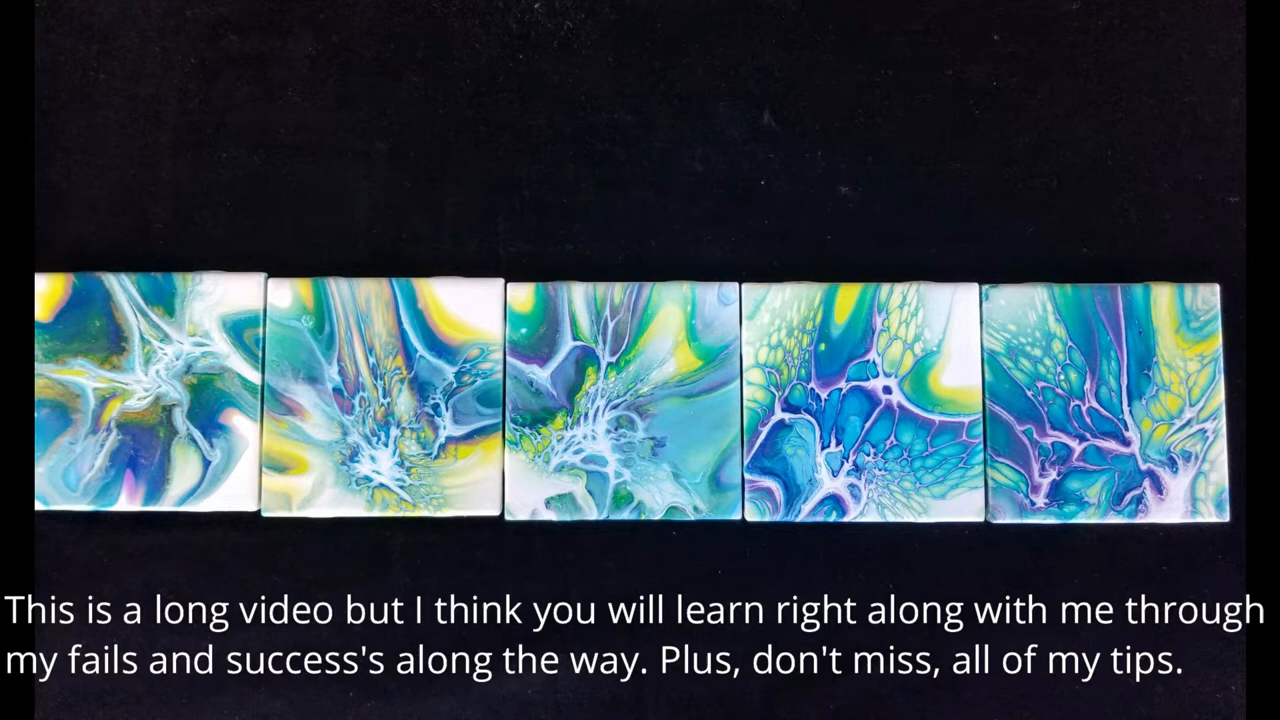 This is a long video but I think you will learn right along with me through
my fails and success's along the way. Plus, don't miss, all of my tips.